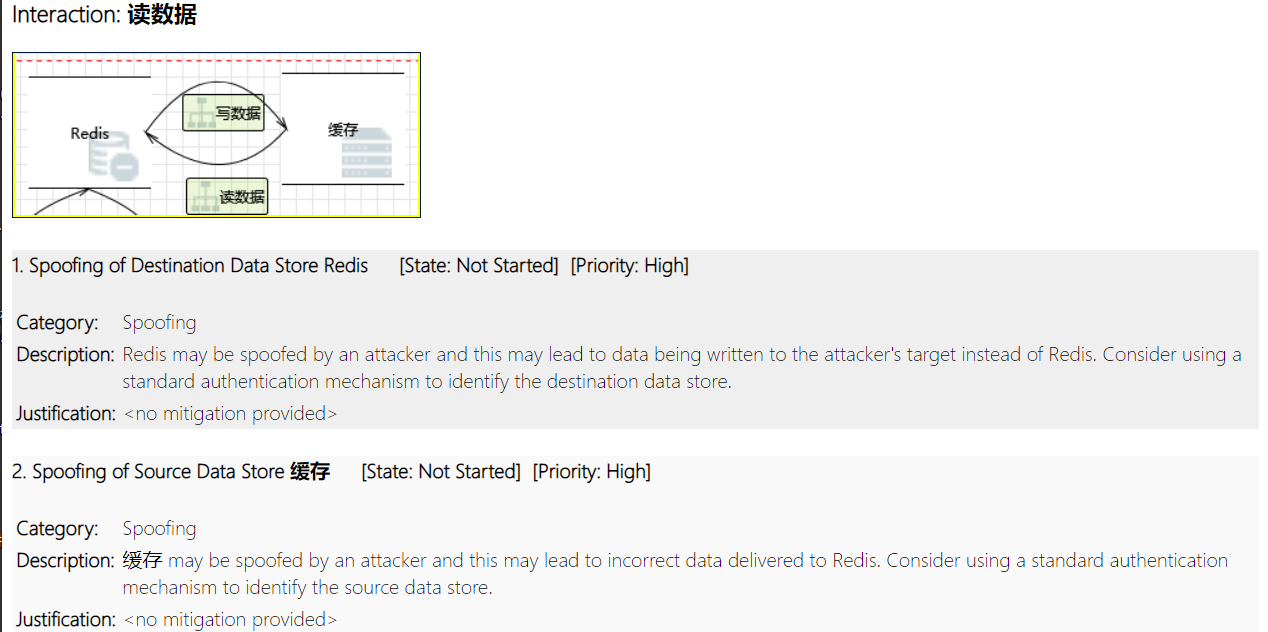 Interaction: 读数据
写数据
Redis
缓存
读数据
1. Spoofing of Destination Data Store Redis [State: Not Started] [Priority: High]
Category: Spoofing
Description: Redis may be spoofed by an attacker and this may lead to data being written to the attacker's target instead of Redis. Consider using a
standard authentication mechanism to identify the destination data store.
Justification: <no mitigation provided>
2. Spoofing of Source Data Store 缓存 [State: Not Started] [Priority: High]
Category: Spoofing
Description: 缓存 may be spoofed by an attacker and this may lead to incorrect data delivered to Redis. Consider using a standard authentication
mechanism to identify the source data store.
Justification: <no mitigation provided>